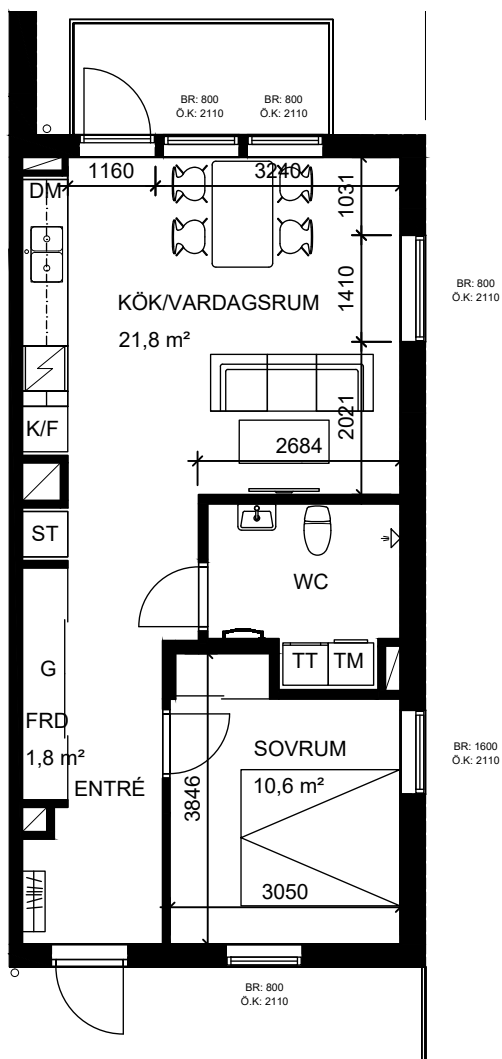 BR: 800
Ö.K: 2110
BR: 800
Ö.K: 2110
1160
3240
DM
1031
KÖK/VARDAGSRUM
21,8 m²
1410
BR: 800
Ö.K: 2110
2021
K/F
2684
ST
WC
TT
TM
G
FRD
1,8 m²
SOVRUM
10,6 m²
BR: 1600
Ö.K: 2110
ENTRÉ
3846
3050
BR: 800
Ö.K: 2110